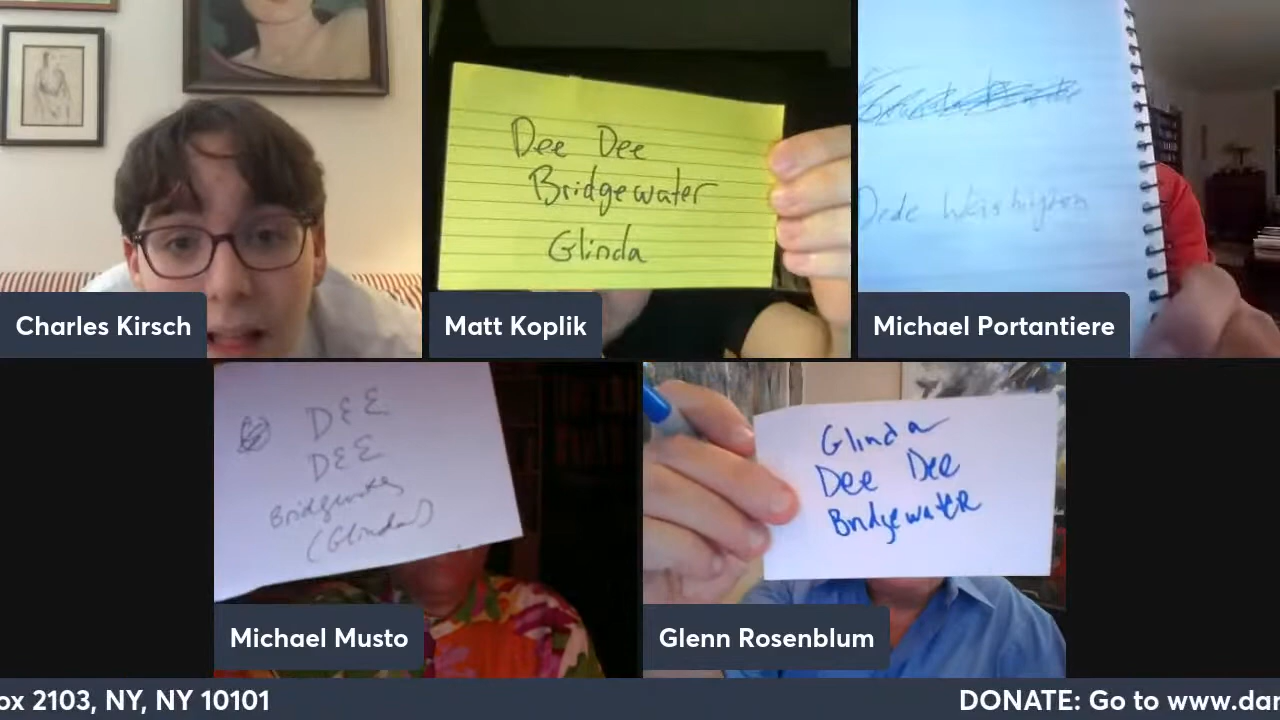 Charles Kirsch
Dee Dee
Bridgewater
Glinda
Matt Koplik
Dede Washington
Michael Portantiere
DEE
DEE
Bridgewater
(Glinda)
Michael Musto
Glinda
Dee Dee
Bridgewater
Glenn Rosenblum
ox 2103, NY, NY 10101
DONATE: Go to www.dar